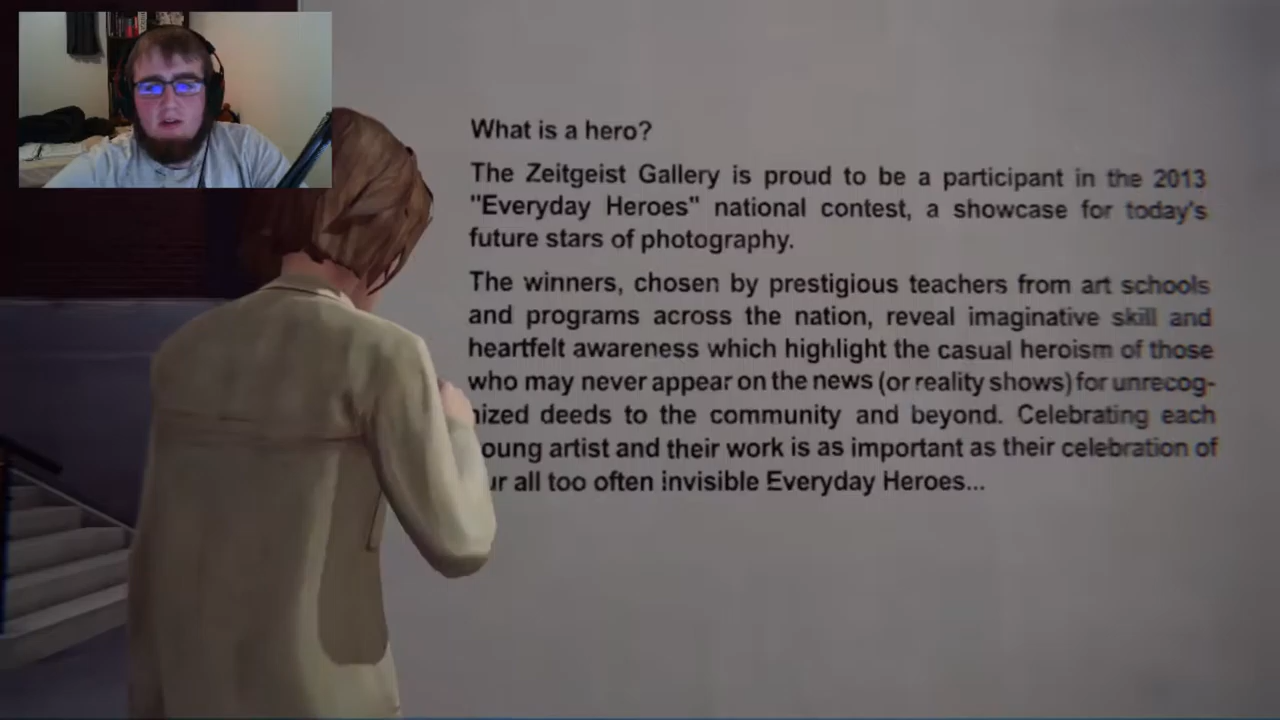 What is a hero?
The Zeitgeist Gallery is proud to be a participant in the 2013
"Everyday Heroes" national contest, a showcase for today's
future stars of photography.
The winners, chosen by prestigious teachers from art schools
and programs across the nation, reveal imaginative skill and
heartfelt awareness which highlight the casual heroism of those
who may never appear on the news (or reality shows) for unrecog-
nized deeds to the community and beyond. Celebrating each
oung artist and their work is as important as their celebration of
ur all too often invisible Everyday Heroes...